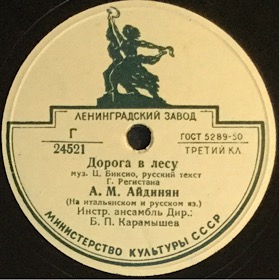 ЛЕНИНГРАДСКИЙ ЗАВОД
Г ГОСТ 5289-50
24521 ТРЕТИЙ КЛ.
Дорога в лесу
муз. Ц. Биксио, русский текст
Г. Регистана
А. М. Айдинян
(На итальянском и русском яз.)
Инстр. ансамбль Дир.:
Б. П. Карамышев
МИНИСТЕРСТВО КУЛЬТУРЫ СССР